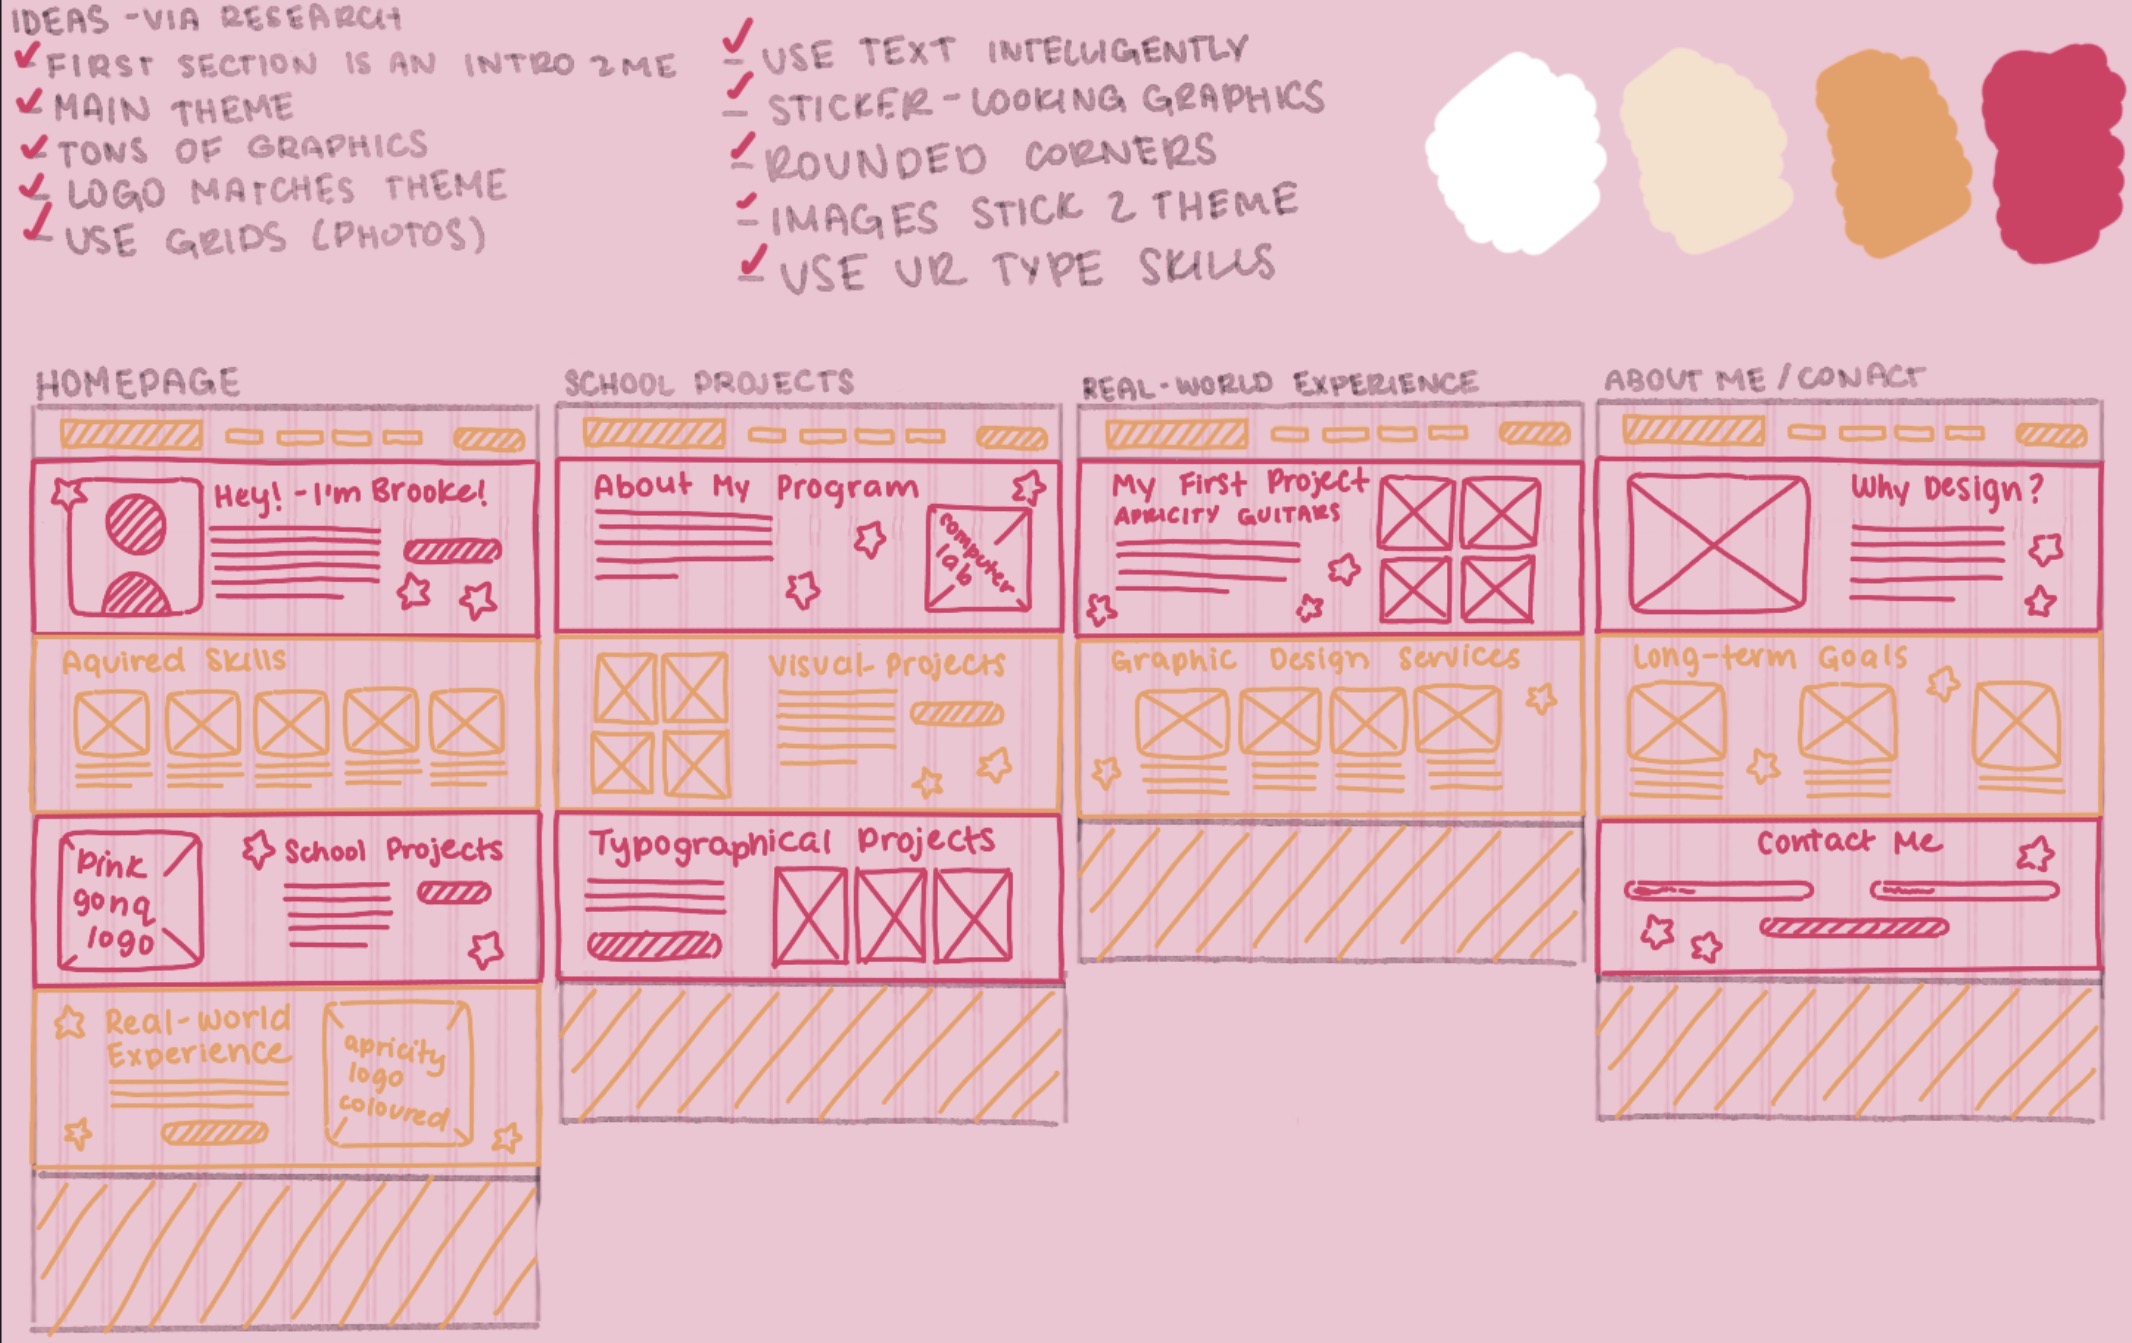 IDEAS -VIA RESEARCH
- FIRST SECTION IS AN INTRO 2 ME
- MAIN THEME
- TONS OF GRAPHICS
- LOGO MATCHES THEME
- USE GRIDS (PHOTOS)
- USE TEXT INTELLIGENTLY
- STICKER-LOOKING GRAPHICS
- ROUNDED CORNERS
- IMAGES STICK 2 THEME
- USE UR TYPE SKILLS
HOMEPAGE
Hey! -I'm Brooke!
Aquired Skills
pink
gonq
logo
School Projects
Real-World
Experience
apricity
logo
coloured
SCHOOL PROJECTS
About My Program
computer
lab
Visual-Projects
Typographical Projects
REAL-WORLD EXPERIENCE
My First Project
APRICITY GUITARS
Graphic Design Services
ABOUT ME / CONACT
Why Design?
Long-term Goals
Contact Me